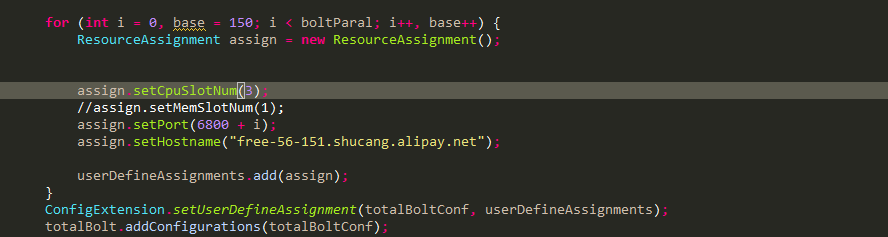 for (int i = 0, base = 150; i < boltParal; i++, base++) {
ResourceAssignment assign = new ResourceAssignment();
assign.setCpuSlotNum(3);
//assign.setMemSlotNum(1);
assign.setPort(6800 + i);
assign.setHostname("free-56-151.shucang.alipay.net");
userDefineAssignments.add(assign);
}
ConfigExtension.setUserDefineAssignment(totalBoltConf, userDefineAssignments);
totalBolt.addConfigurations(totalBoltConf);